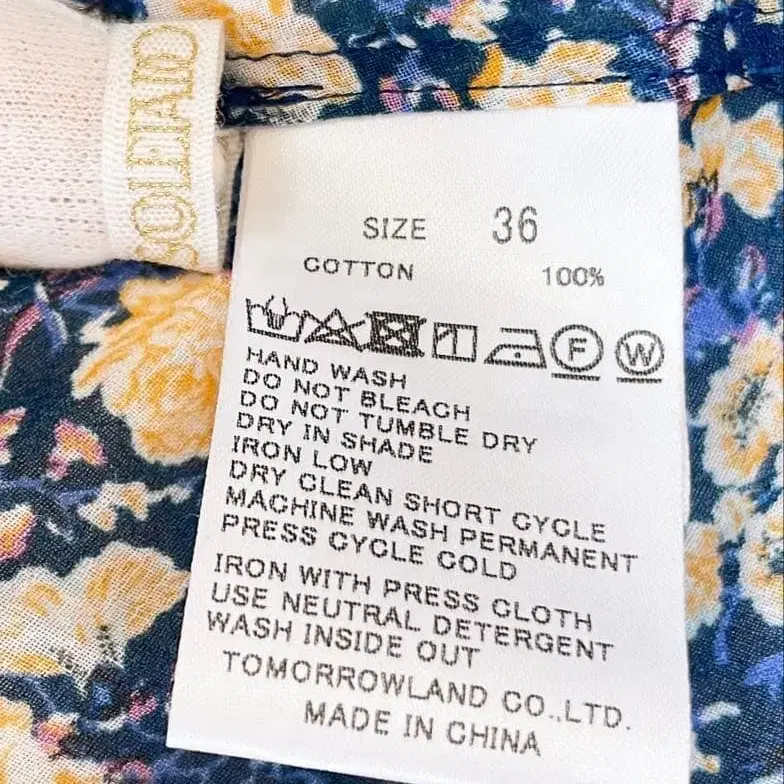 SIZE 36
COTTON 100%
F W
HAND WASH
DO NOT BLEACH
DO NOT TUMBLE DRY
DRY IN SHADE
IRON LOW
DRY CLEAN SHORT CYCLE
MACHINE WASH PERMANENT
PRESS CYCLE COLD
IRON WITH PRESS CLOTH
USE NEUTRAL DETERGENT
WASH INSIDE OUT
TOMORROWLAND CO.,LTD.
MADE IN CHINA